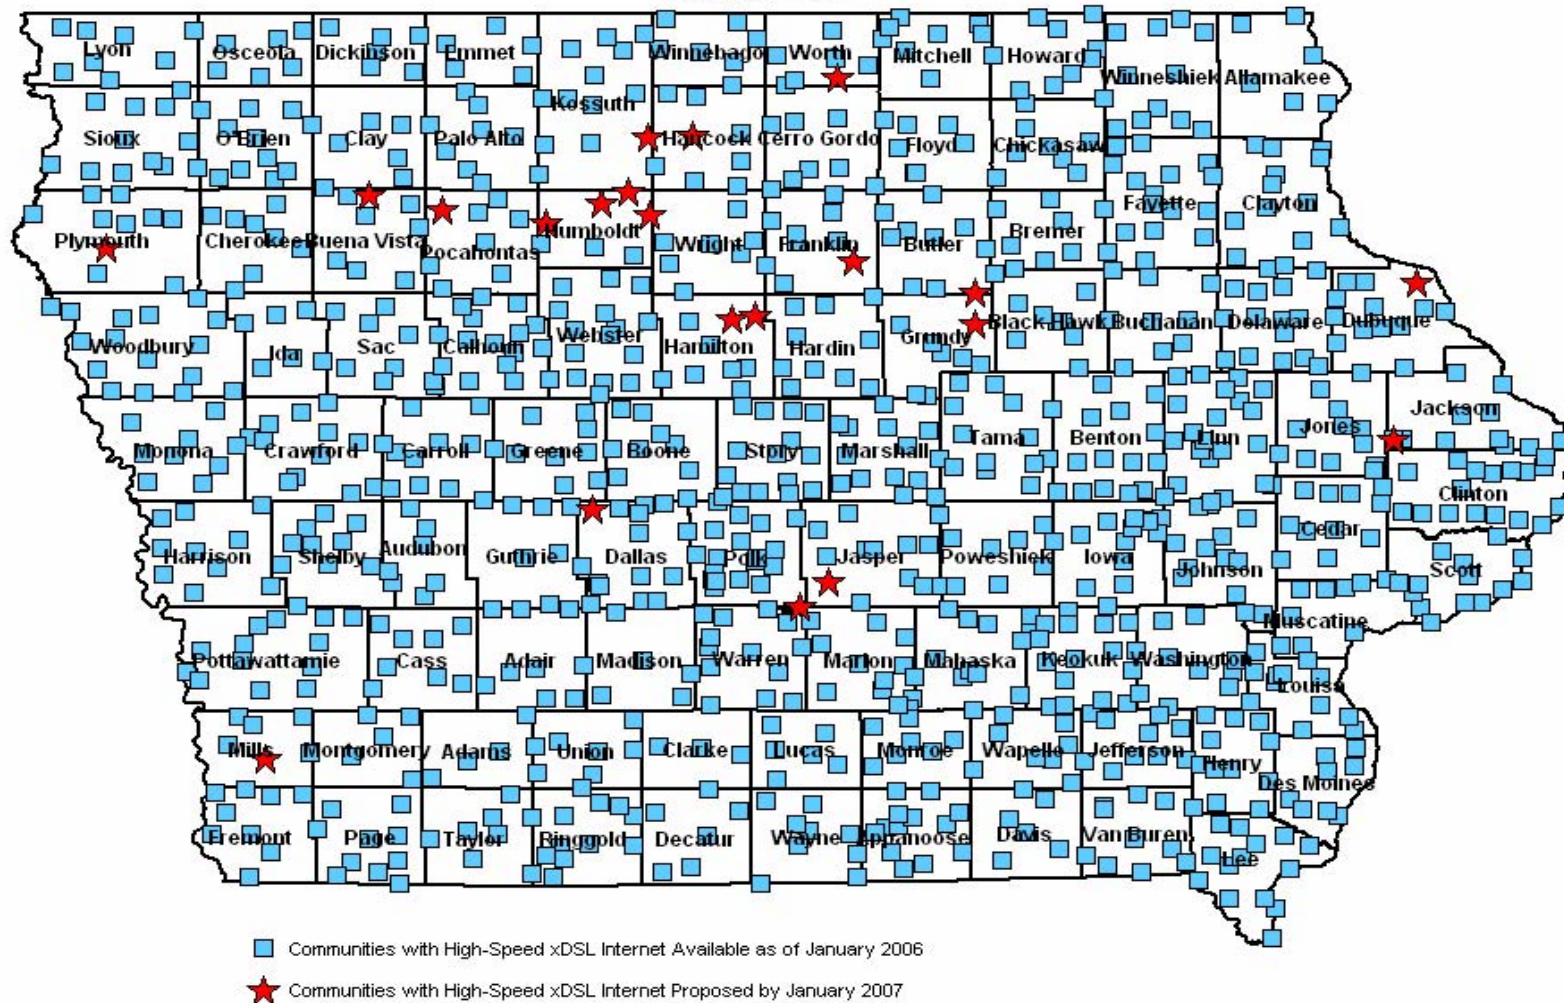 Lyon
Osceola
Dickinson
Emmet
Winnebago
Worth
Mitchell
Howard
Winneshiek
Allamakee
Kossuth
Sioux
O'Brien
Clay
Palo Alto
Hancock
Cerro Gordo
Floyd
Chickasaw
Fayette
Clayton
Plymouth
Cherokee
Buena Vista
Pocahontas
Humboldt
Wright
Franklin
Butler
Bremer
Woodbury
Ida
Sac
Calhoun
Webster
Hamilton
Hardin
Grundy
Black Hawk
Buchanan
Delaware
Dubuque
Monona
Crawford
Carroll
Greene
Boone
Story
Marshall
Tama
Benton
Linn
Jones
Jackson
Clinton
Harrison
Shelby
Audubon
Guthrie
Dallas
Polk
Jasper
Poweshiek
Iowa
Johnson
Cedar
Scott
Muscatine
Pottawattamie
Cass
Adair
Madison
Warren
Marion
Mahaska
Keokuk
Washington
Louisa
Mills
Montgomery
Adams
Union
Clarke
Lucas
Monroe
Wapello
Jefferson
Henry
Des Moines
Fremont
Page
Taylor
Ringgold
Decatur
Wayne
Appanoose
Davis
Van Buren
Lee
Communities with High-Speed xDSL Internet Available as of January 2006
Communities with High-Speed xDSL Internet Proposed by January 2007